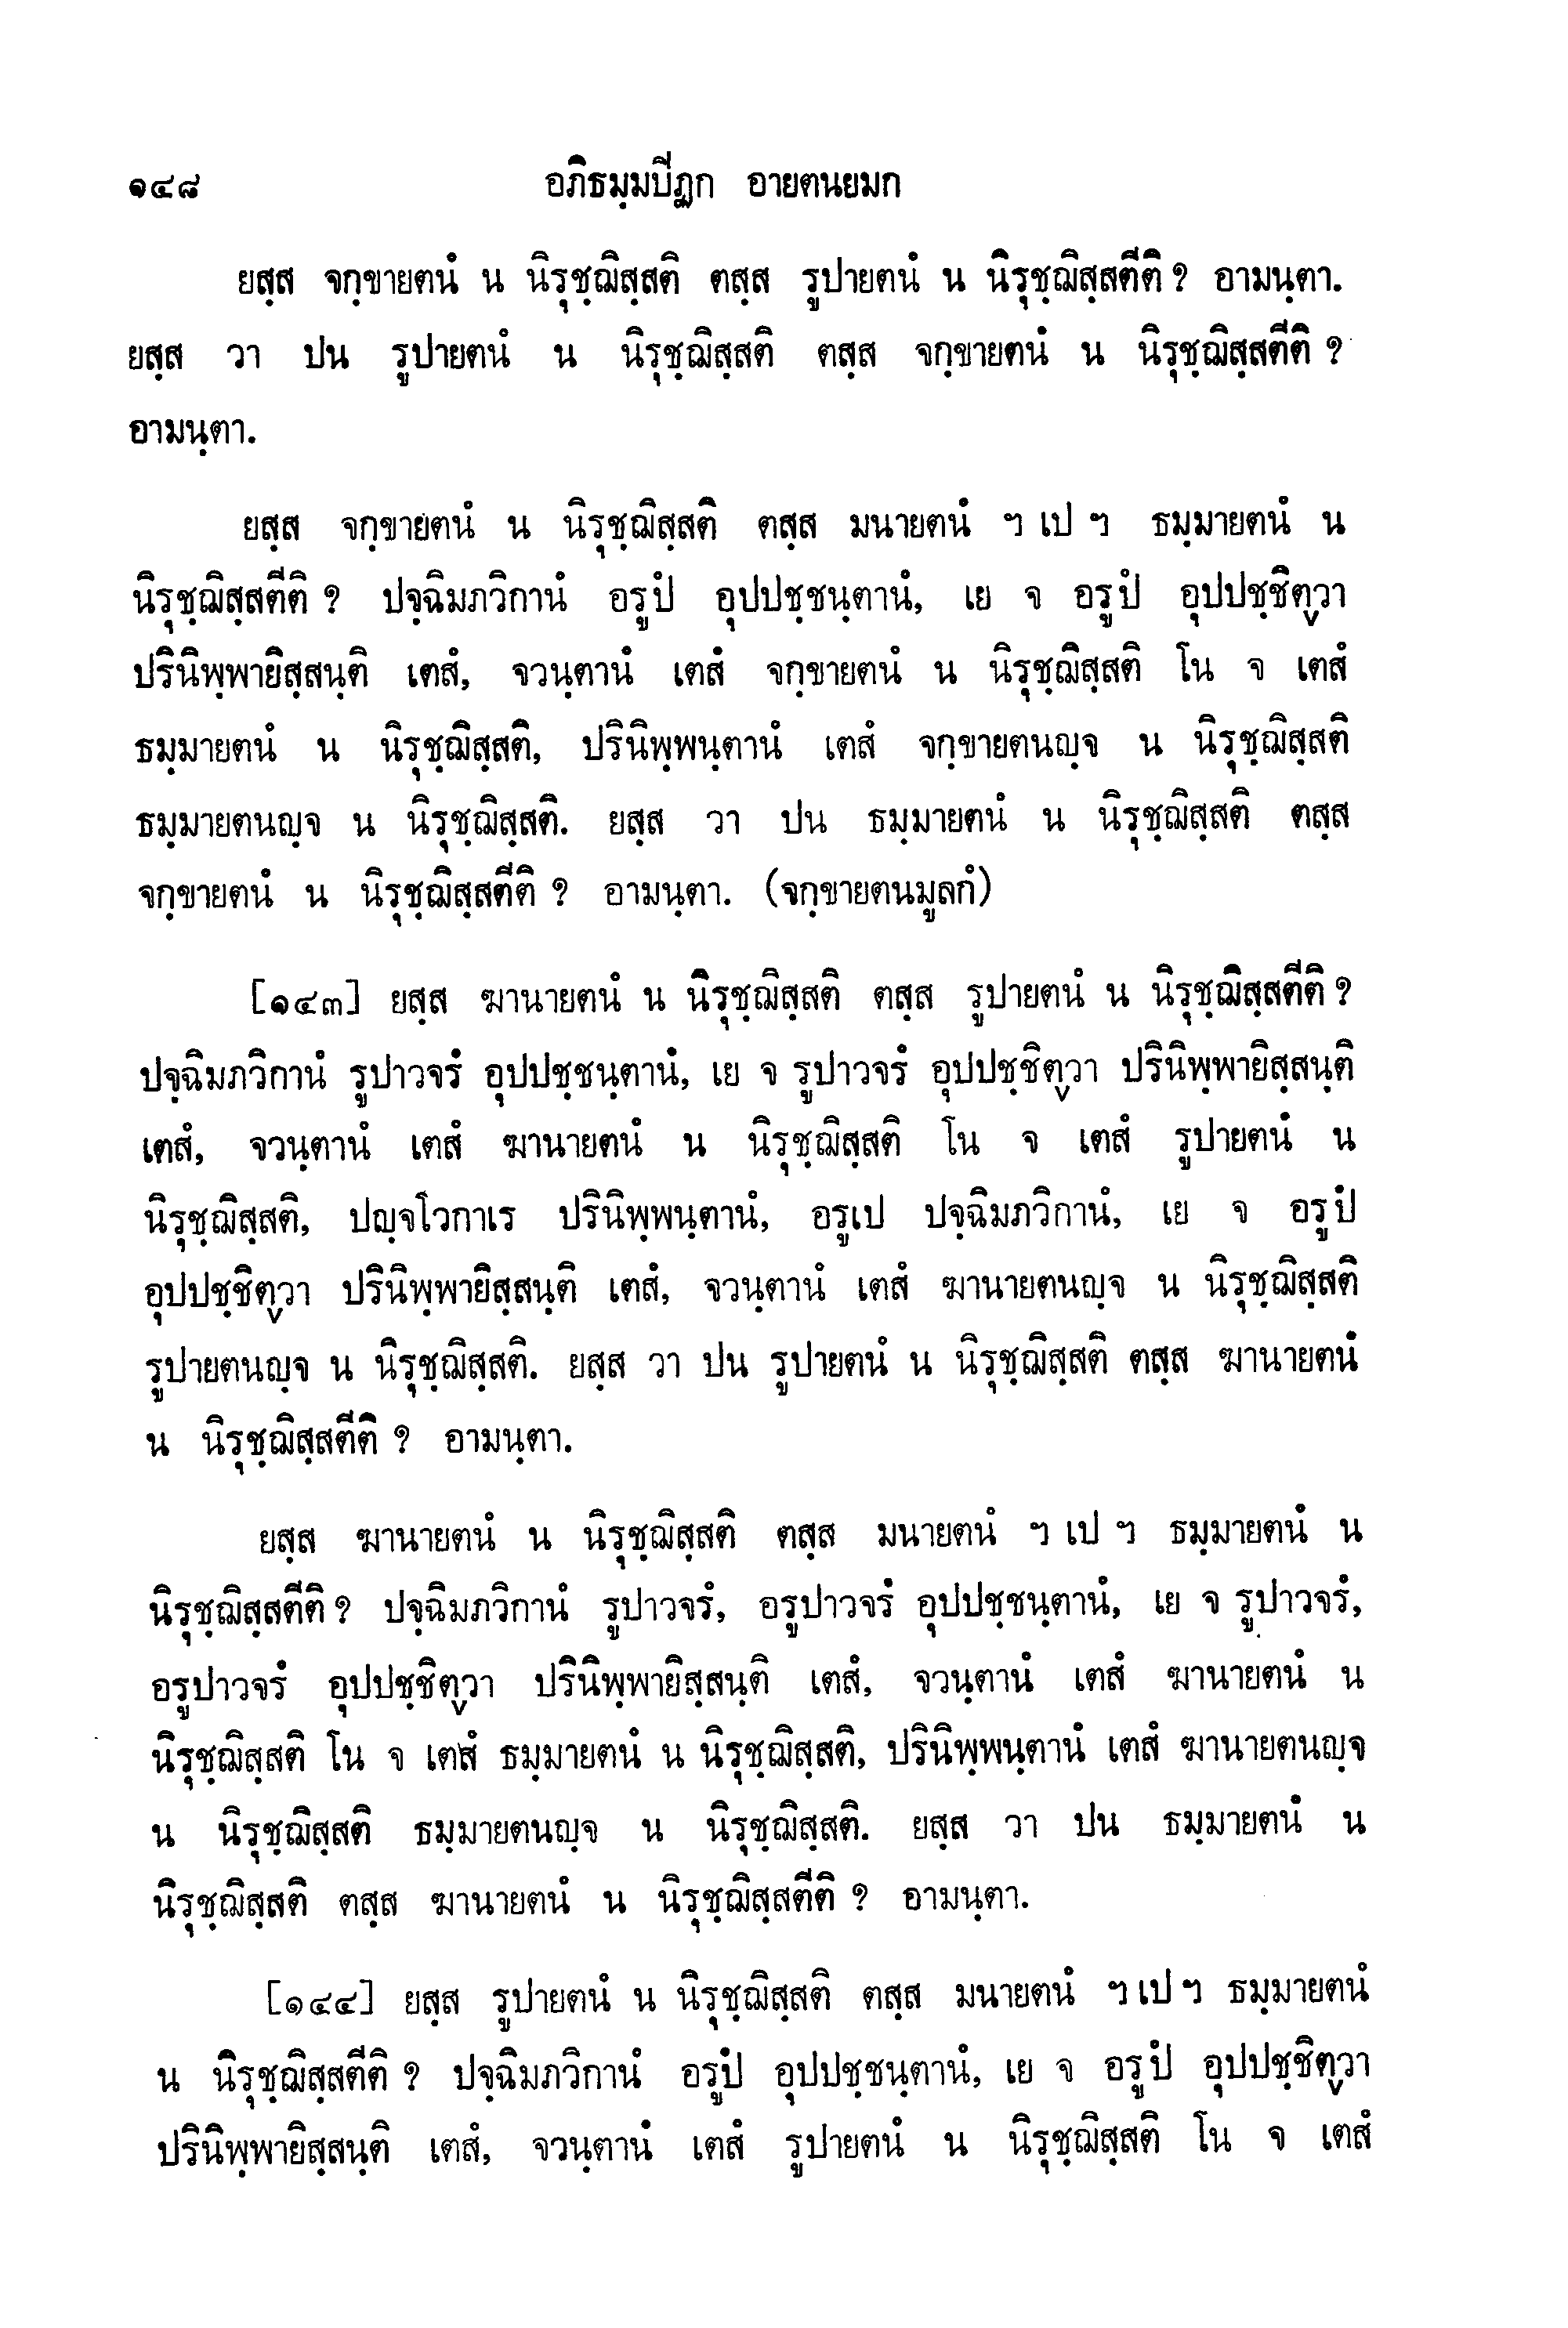 ๑๔๘ อภิธมฺมปีฏก อายตนยมก
ยสฺส จกฺขายตนํ น นิรุชฺฌิสฺสติ ตสฺส รูปายตนํ น นิรุชฺฌิสฺสตีติ ? อามนฺตา.
ยสฺส วา ปน รูปายตนํ น นิรุชฺฌิสฺสติ ตสฺส จกฺขายตนํ น นิรุชฺฌิสฺสตีติ ?
อามนฺตา.
ยสฺส จกฺขายตนํ น นิรุชฺฌิสฺสติ ตสฺส มนายตนํ ฯ เป ฯ ธมฺมายตนํ น
นิรุชฺฌิสฺสตีติ ? ปจฺฉิมภวิกานํ อรูปํ อุปปชฺชนฺตานํ, เย จ อรูปํ อุปปชฺชิตฺวา
ปรินิพฺพายิสฺสนฺติ เตสํ, จวนฺตานํ เตสํ จกฺขายตนํ น นิรุชฺฌิสฺสติ โน จ เตสํ
ธมฺมายตนํ น นิรุชฺฌิสฺสติ, ปรินิพฺพนฺตานํ เตสํ จกฺขายตนญฺจ น นิรุชฺฌิสฺสติ
ธมฺมายตนญฺจ น นิรุชฺฌิสฺสติ. ยสฺส วา ปน ธมฺมายตนํ น นิรุชฺฌิสฺสติ ตสฺส
จกฺขายตนํ น นิรุชฺฌิสฺสตีติ ? อามนฺตา. (จกฺขายตนมูลกํ)
[๑๔๓] ยสฺส ฆานายตนํ น นิรุชฺฌิสฺสติ ตสฺส รูปายตนํ น นิรุชฺฌิสฺสตีติ ?
ปจฺฉิมภวิกานํ รูปาวจรํ อุปปชฺชนฺตานํ, เย จ รูปาวจรํ อุปปชฺชิตฺวา ปรินิพฺพายิสฺสนฺติ
เตสํ, จวนฺตานํ เตสํ ฆานายตนํ น นิรุชฺฌิสฺสติ โน จ เตสํ รูปายตนํ น
นิรุชฺฌิสฺสติ, ปญฺจโวกาเร ปรินิพฺพนฺตานํ, อรูเป ปจฺฉิมภวิกานํ, เย จ อรูปํ
อุปปชฺชิตฺวา ปรินิพฺพายิสฺสนฺติ เตสํ, จวนฺตานํ เตสํ ฆานายตนญฺจ น นิรุชฺฌิสฺสติ
รูปายตนญฺจ น นิรุชฺฌิสฺสติ. ยสฺส วา ปน รูปายตนํ น นิรุชฺฌิสฺสติ ตสฺส ฆานายตนํ
น นิรุชฺฌิสฺสตีติ ? อามนฺตา.
ยสฺส ฆานายตนํ น นิรุชฺฌิสฺสติ ตสฺส มนายตนํ ฯ เป ฯ ธมฺมายตนํ น
นิรุชฺฌิสฺสตีติ ? ปจฺฉิมภวิกานํ รูปาวจรํ, อรูปาวจรํ อุปปชฺชนฺตานํ, เย จ รูปาวจรํ,
อรูปาวจรํ อุปปชฺชิตฺวา ปรินิพฺพายิสฺสนฺติ เตสํ, จวนฺตานํ เตสํ ฆานายตนํ น
นิรุชฺฌิสฺสติ โน จ เตสํ ธมฺมายตนํ น นิรุชฺฌิสฺสติ, ปรินิพฺพนฺตานํ เตสํ ฆานายตนญฺจ
น นิรุชฺฌิสฺสติ ธมฺมายตนญฺจ น นิรุชฺฌิสฺสติ. ยสฺส วา ปน ธมฺมายตนํ น
นิรุชฺฌิสฺสติ ตสฺส ฆานายตนํ น นิรุชฺฌิสฺสตีติ ? อามนฺตา.
[๑๔๔] ยสฺส รูปายตนํ น นิรุชฺฌิสฺสติ ตสฺส มนายตนํ ฯ เป ฯ ธมฺมายตนํ
น นิรุชฺฌิสฺสตีติ ? ปจฺฉิมภวิกานํ อรูปํ อุปปชฺชนฺตานํ, เย จ อรูปํ อุปปชฺชิตฺวา
ปรินิพฺพายิสฺสนฺติ เตสํ, จวนฺตานํ เตสํ รูปายตนํ น นิรุชฺฌิสฺสติ โน จ เตสํ